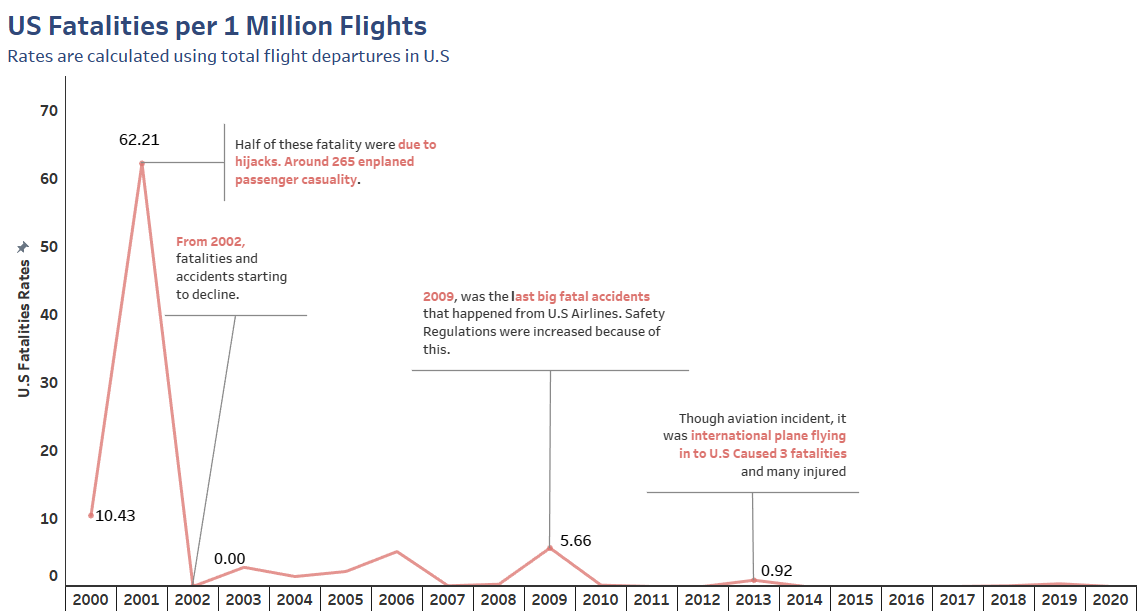 US Fatalities per 1 Million Flights
Rates are calculated using total flight departures in U.S
70
60
50
40
30
20
10
0
U.S Fatalities Rates
62.21
Half of these fatality were due to
hijacks. Around 265 enplaned
passenger casuality.
From 2002,
fatalities and
accidents starting
to decline.
2009, was the last big fatal accidents
that happened from U.S Airlines. Safety
Regulations were increased because of
this.
Though aviation incident, it
was international plane flying
in to U.S Caused 3 fatalities
and many injured
10.43
0.00
5.66
0.92
2000 2001 2002 2003 2004 2005 2006 2007 2008 2009 2010 2011 2012 2013 2014 2015 2016 2017 2018 2019 2020